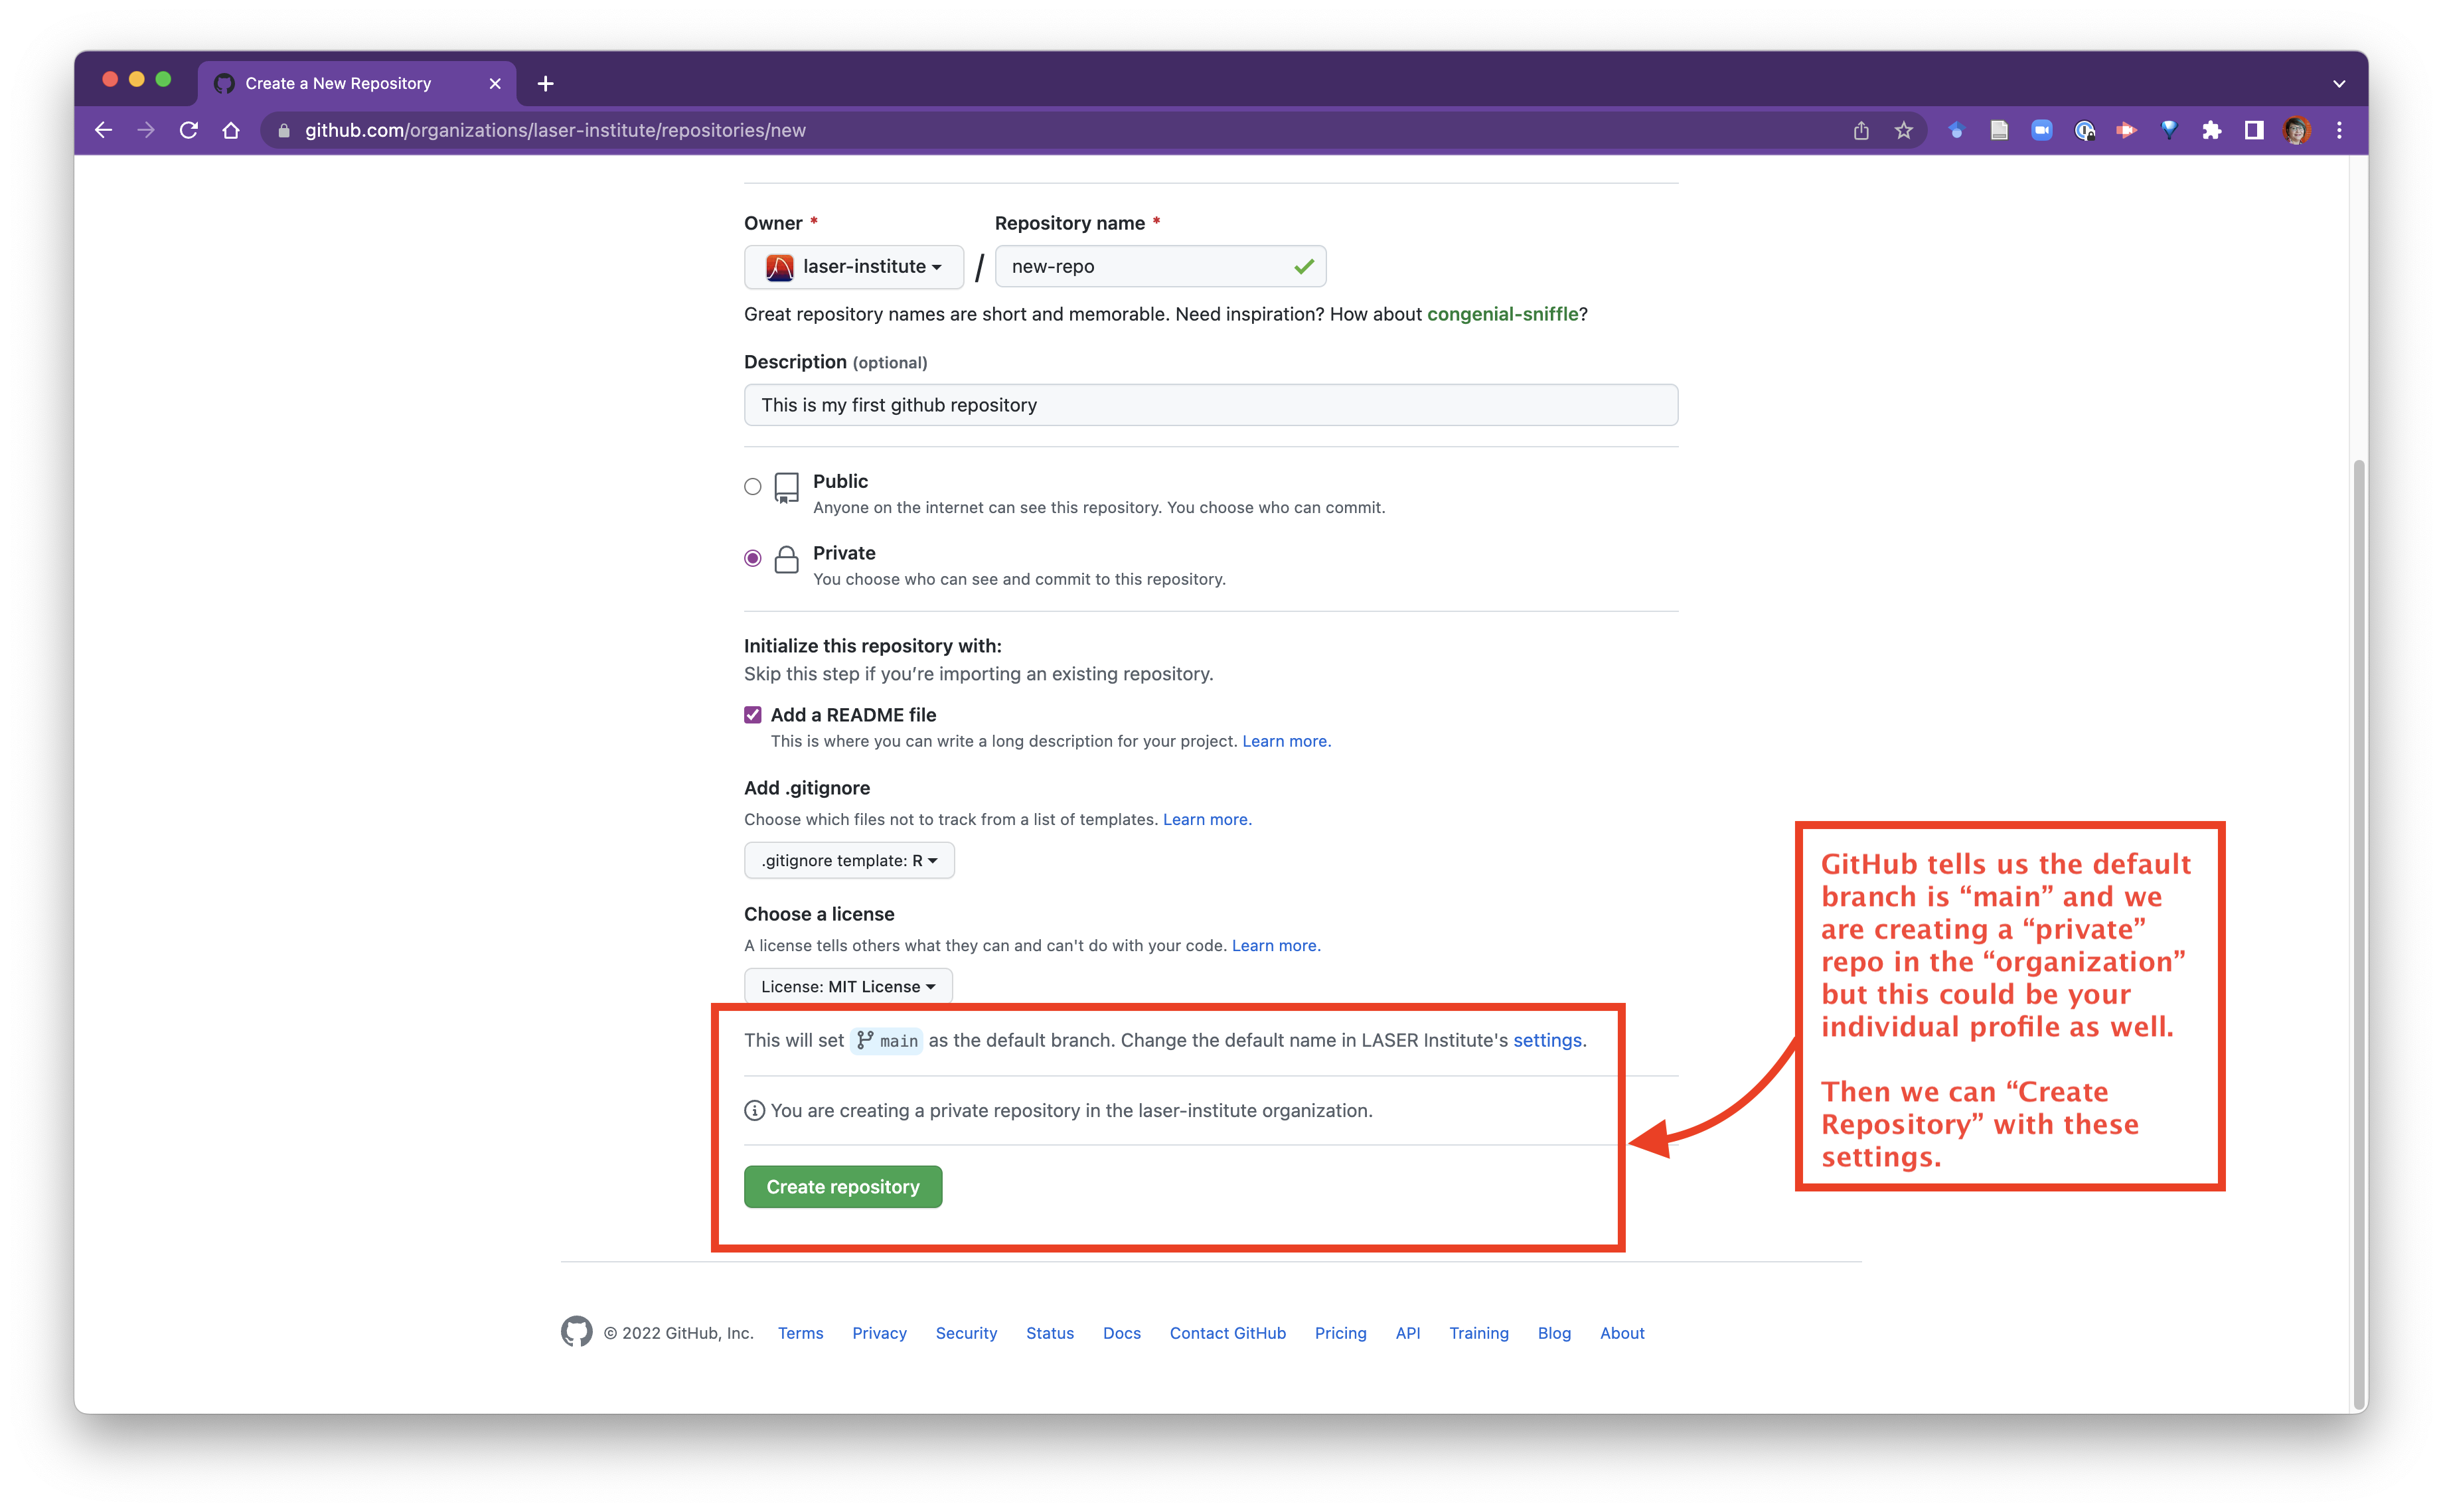 Create a New Repository
github.com/organizations/laser-institute/repositories/new
Owner *
Repository name *
laser-institute
/
new-repo
Great repository names are short and memorable. Need inspiration? How about congenial-sniffle?
Description (optional)
This is my first github repository
Public
Anyone on the internet can see this repository. You choose who can commit.
Private
You choose who can see and commit to this repository.
Initialize this repository with:
Skip this step if you’re importing an existing repository.
Add a README file
This is where you can write a long description for your project. Learn more.
Add .gitignore
Choose which files not to track from a list of templates. Learn more.
.gitignore template: R
Choose a license
A license tells others what they can and can't do with your code. Learn more.
License: MIT License
This will set main as the default branch. Change the default name in LASER Institute's settings.
You are creating a private repository in the laser-institute organization.
Create repository
GitHub tells us the default
branch is “main” and we
are creating a “private”
repo in the “organization”
but this could be your
individual profile as well.
Then we can “Create
Repository” with these
settings.
© 2022 GitHub, Inc. Terms Privacy Security Status Docs Contact GitHub Pricing API Training Blog About